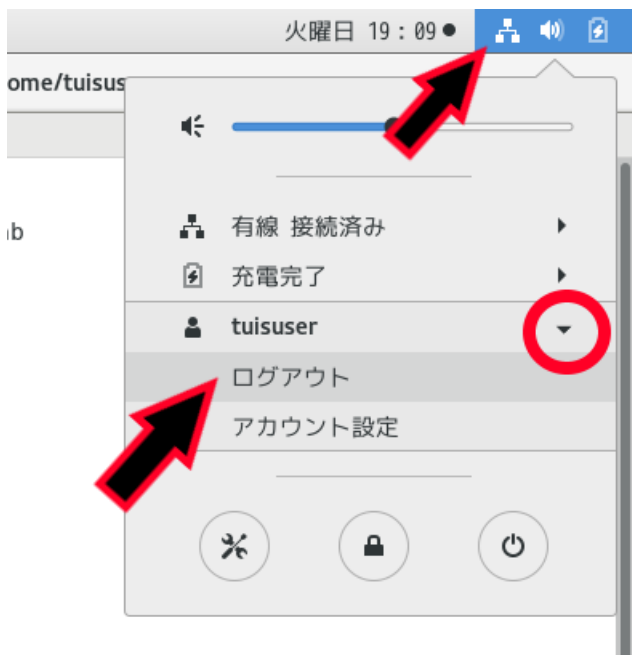 火曜日 19：09
ome/tuisus
ab
有線 接続済み
充電完了
tuisuser
ログアウト
アカウント設定